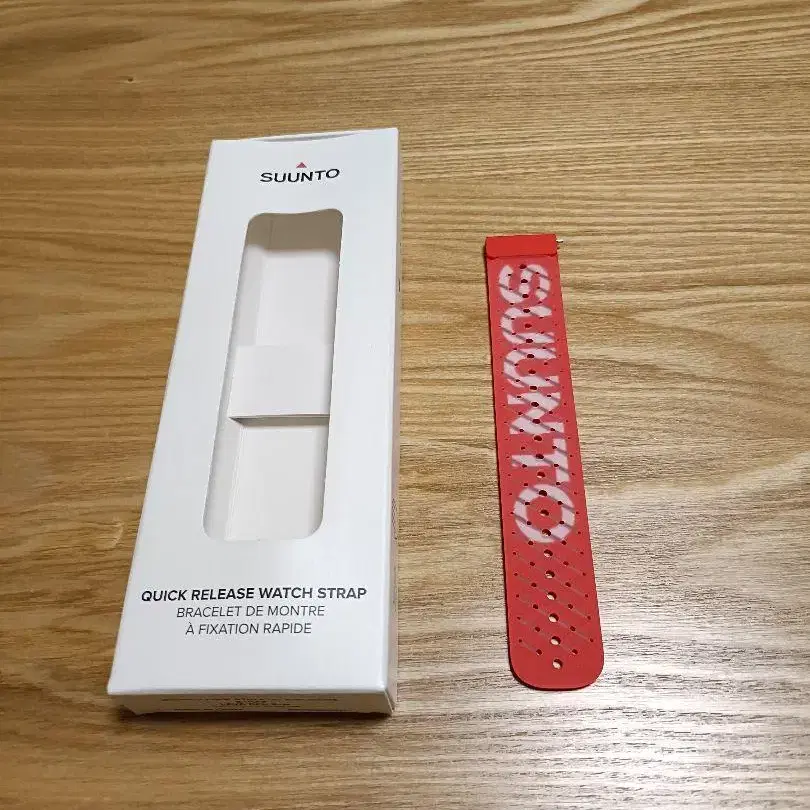 SUUNTO
QUICK RELEASE WATCH STRAP
BRACELET DE MONTRE
À FIXATION RAPIDE
SUUNTO